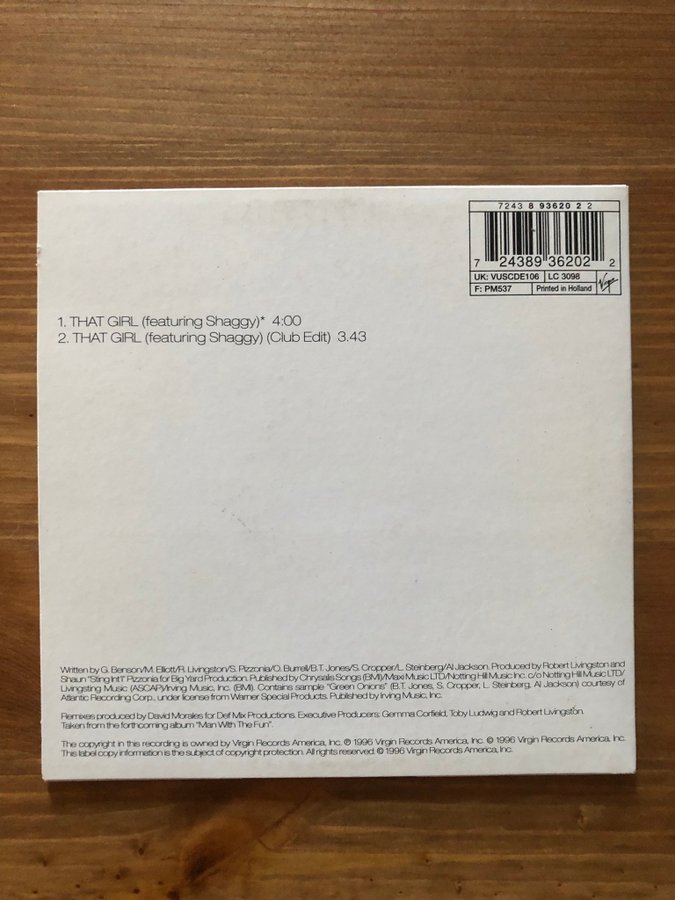 7243 8 93620 2 2
7 24389 36202 2
UK: VUSCDE106 LC 3098
F: PM537 Printed in Holland Virgin
1. THAT GIRL (featuring Shaggy)* 4:00
2. THAT GIRL (featuring Shaggy) (Club Edit) 3.43
Written by G. Benson/M. Elliott/R. Livingston/S. Pizzonia/O. Burrell/B.T. Jones/S. Cropper/L. Steinberg/Al Jackson. Produced by Robert Livingston and
Shaun "Sting Int'l" Pizzonia for Big Yard Production. Published by Chrysalis Songs (BMI)/Maxi Music LTD/Notting Hill Music Inc. c/o Notting Hill Music LTD/
Livingsting Music (ASCAP)/Irving Music, Inc. (BMI). Contains sample "Green Onions" (B.T. Jones, S. Cropper, L. Steinberg, Al Jackson) courtesy of
Atlantic Recording Corp., under license from Warner Special Products. Published by Irving Music, Inc.
Remixes produced by David Morales for Def Mix Productions. Executive Producers: Gemma Corfield, Toby Ludwig and Robert Livingston.
Taken from the forthcoming album "Man With The Fun".
The copyright in this recording is owned by Virgin Records America, Inc. ℗ 1996 Virgin Records America, Inc. © 1996 Virgin Records America, Inc.
This label copy information is the subject of copyright protection. All rights reserved. © 1996 Virgin Records America, Inc.